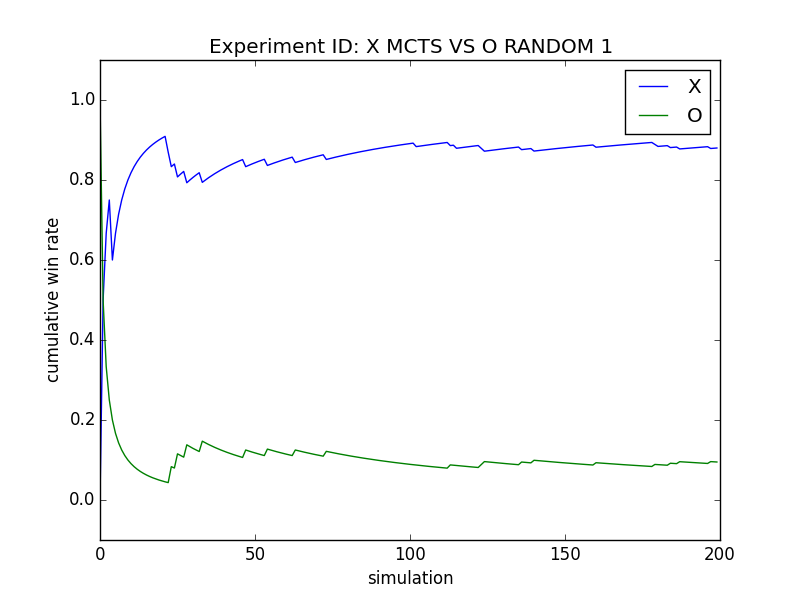 Experiment ID: X MCTS VS O RANDOM 1
X
O
1.0
0.8
0.6
0.4
0.2
0.0
cumulative win rate
0 50 100 150 200
simulation